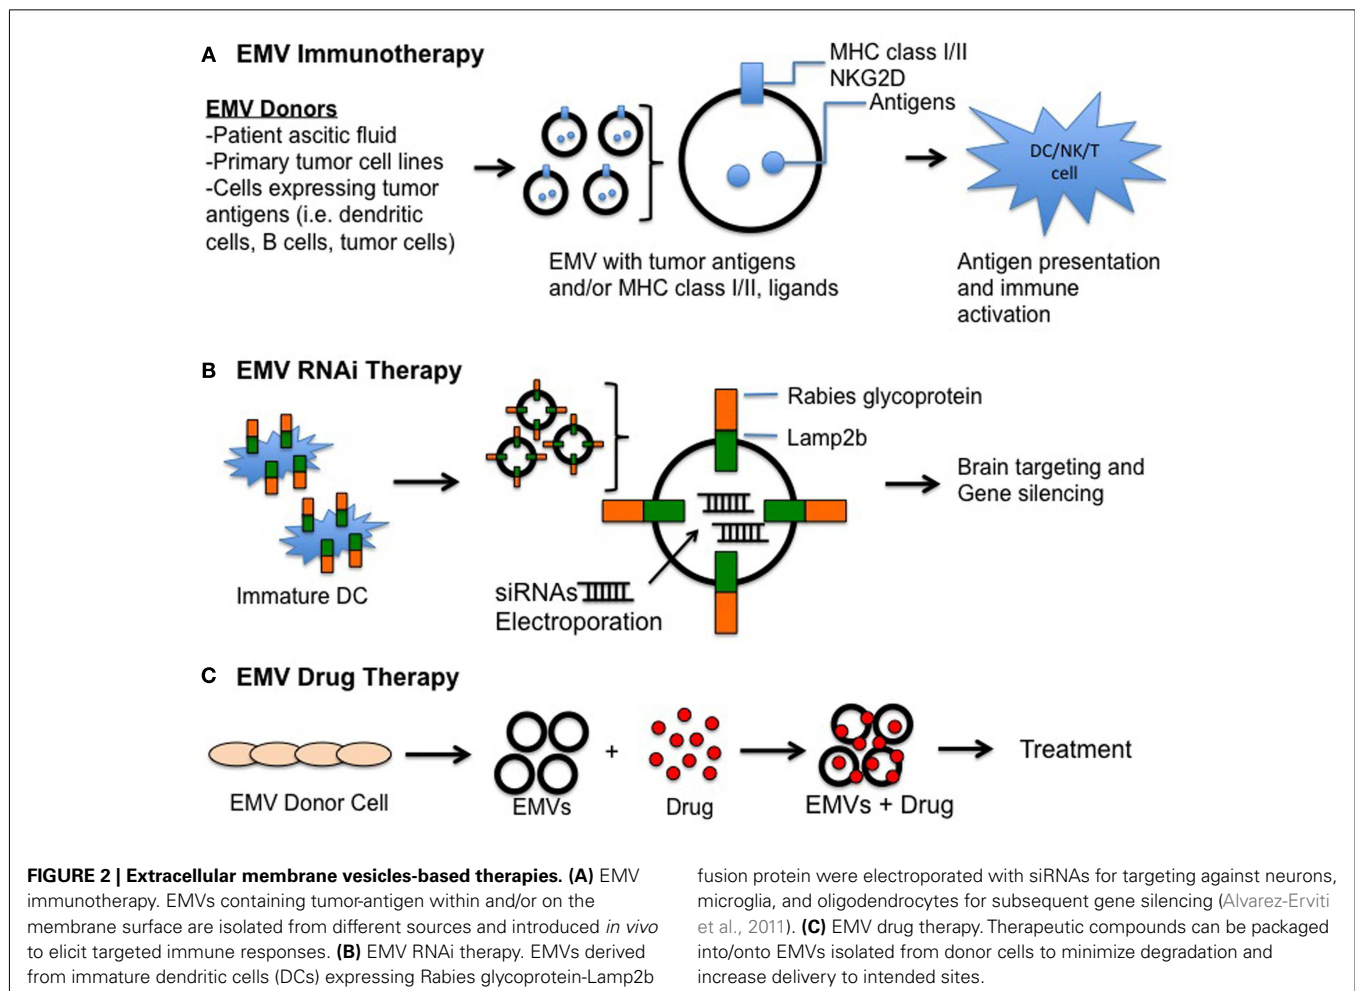 A EMV Immunotherapy
EMV Donors
-Patient ascitic fluid
-Primary tumor cell lines
-Cells expressing tumor
antigens (i.e. dendritic
cells, B cells, tumor cells)
MHC class I/II
NKG2D
Antigens
EMV with tumor antigens
and/or MHC class I/II, ligands
DC/NK/T
cell
Antigen presentation
and immune
activation
B EMV RNAi Therapy
Immature DC
Rabies glycoprotein
Lamp2b
siRNAs
Electroporation
Brain targeting and
Gene silencing
C EMV Drug Therapy
EMV Donor Cell
EMVs
+
Drug
EMVs + Drug
Treatment
FIGURE 2 | Extracellular membrane vesicles-based therapies. (A) EMV
immunotherapy. EMVs containing tumor-antigen within and/or on the
membrane surface are isolated from different sources and introduced in vivo
to elicit targeted immune responses. (B) EMV RNAi therapy. EMVs derived
from immature dendritic cells (DCs) expressing Rabies glycoprotein-Lamp2b
fusion protein were electroporated with siRNAs for targeting against neurons,
microglia, and oligodendrocytes for subsequent gene silencing (Alvarez-Erviti
et al., 2011). (C) EMV drug therapy. Therapeutic compounds can be packaged
into/onto EMVs isolated from donor cells to minimize degradation and
increase delivery to intended sites.